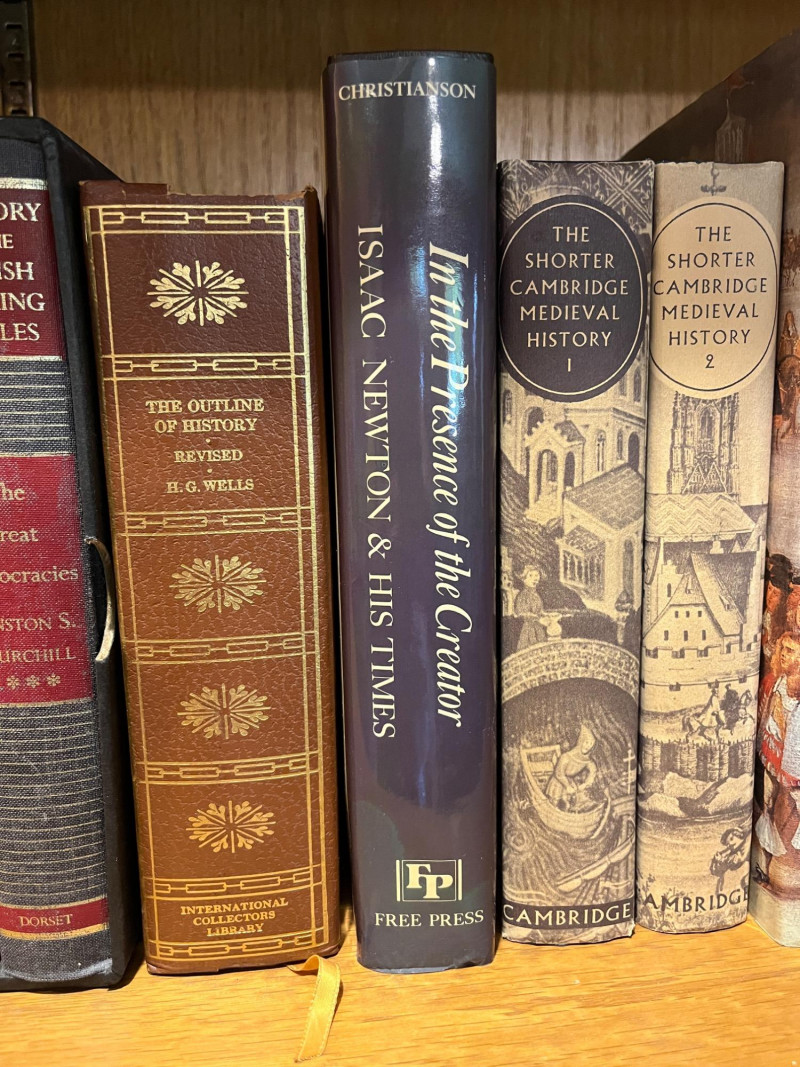 ORY
HE
ISH
KING
LES
The
reat
ocracies
NSTON S.
URCHILL
****
DORSET
THE OUTLINE
OF HISTORY
REVISED
H. G. WELLS
INTERNATIONAL
COLLECTORS
LIBRARY
CHRISTIANSON
In the Presence of the Creator
ISAAC NEWTON & HIS TIMES
FP
FREE PRESS
THE
SHORTER
CAMBRIDGE
MEDIEVAL
HISTORY
1
CAMBRIDGE
THE
SHORTER
CAMBRIDGE
MEDIEVAL
HISTORY
2
AMBRIDGE